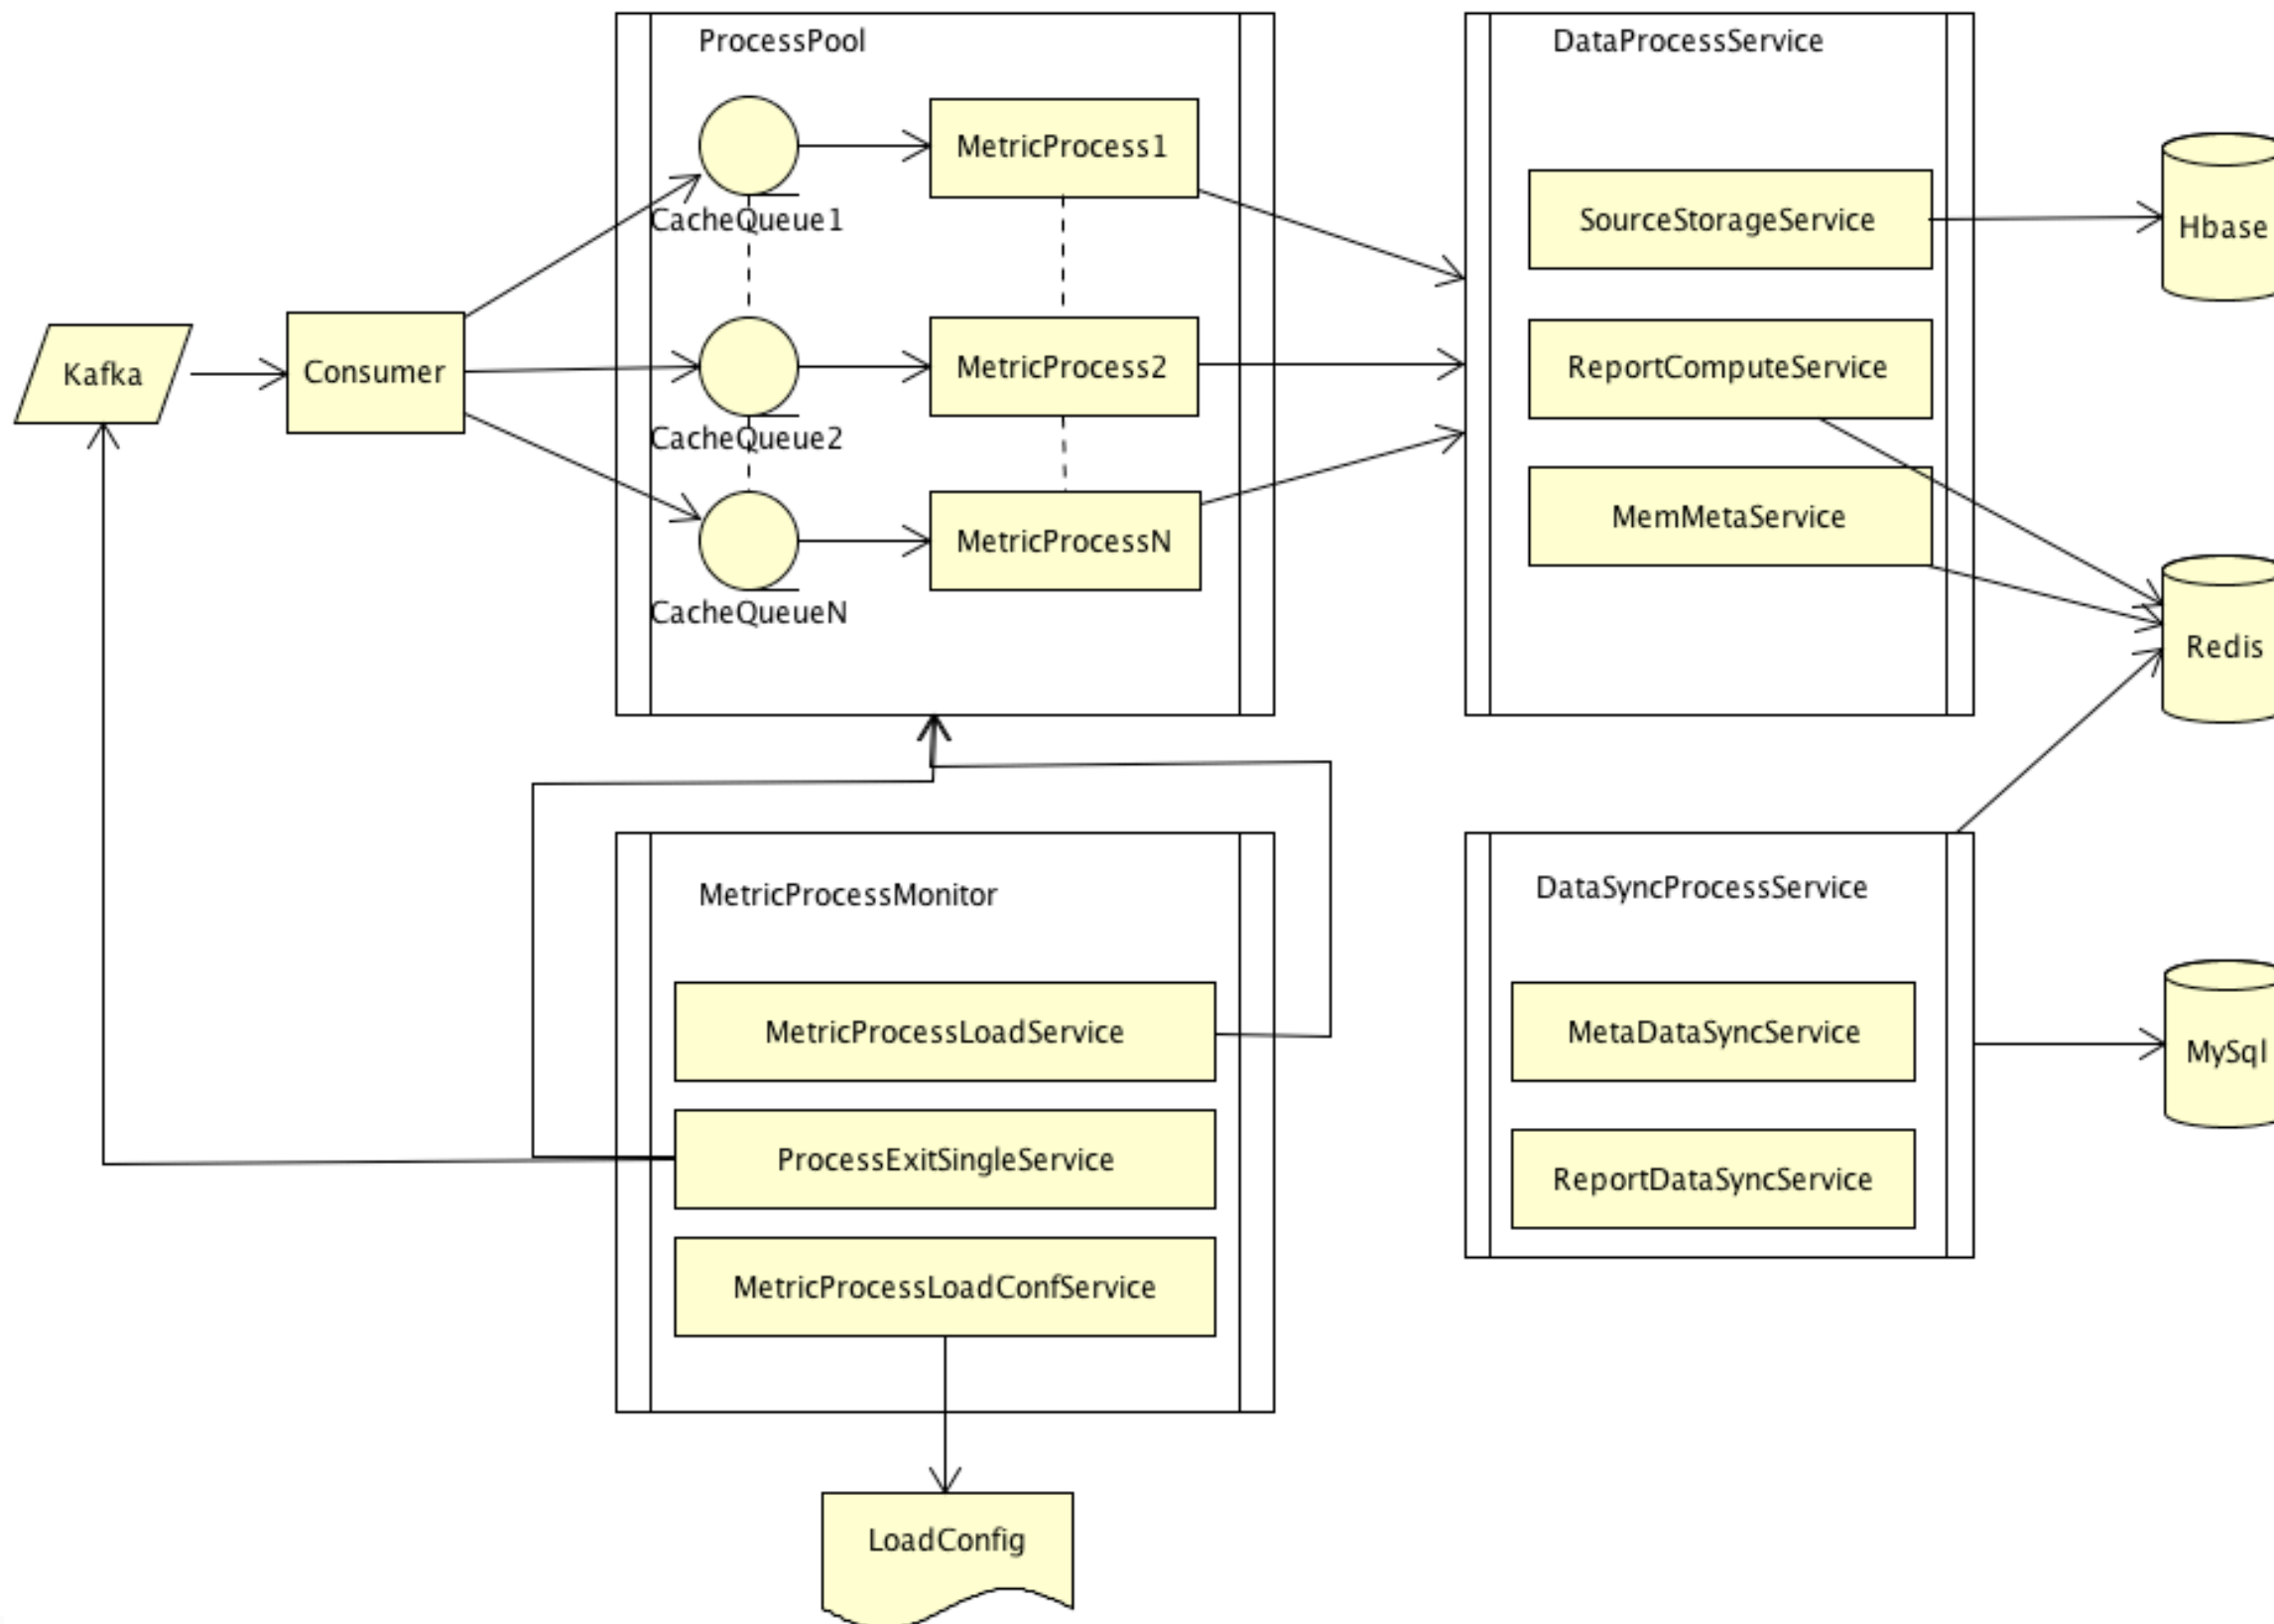 ProcessPool
DataProcessService
MetricProcess1
CacheQueue1
SourceStorageService
Hbase
Kafka
Consumer
MetricProcess2
ReportComputeService
CacheQueue2
MemMetaService
MetricProcessN
CacheQueueN
Redis
MetricProcessMonitor
DataSyncProcessService
MetricProcessLoadService
MetaDataSyncService
MySql
ProcessExitSingleService
ReportDataSyncService
MetricProcessLoadConfService
LoadConfig